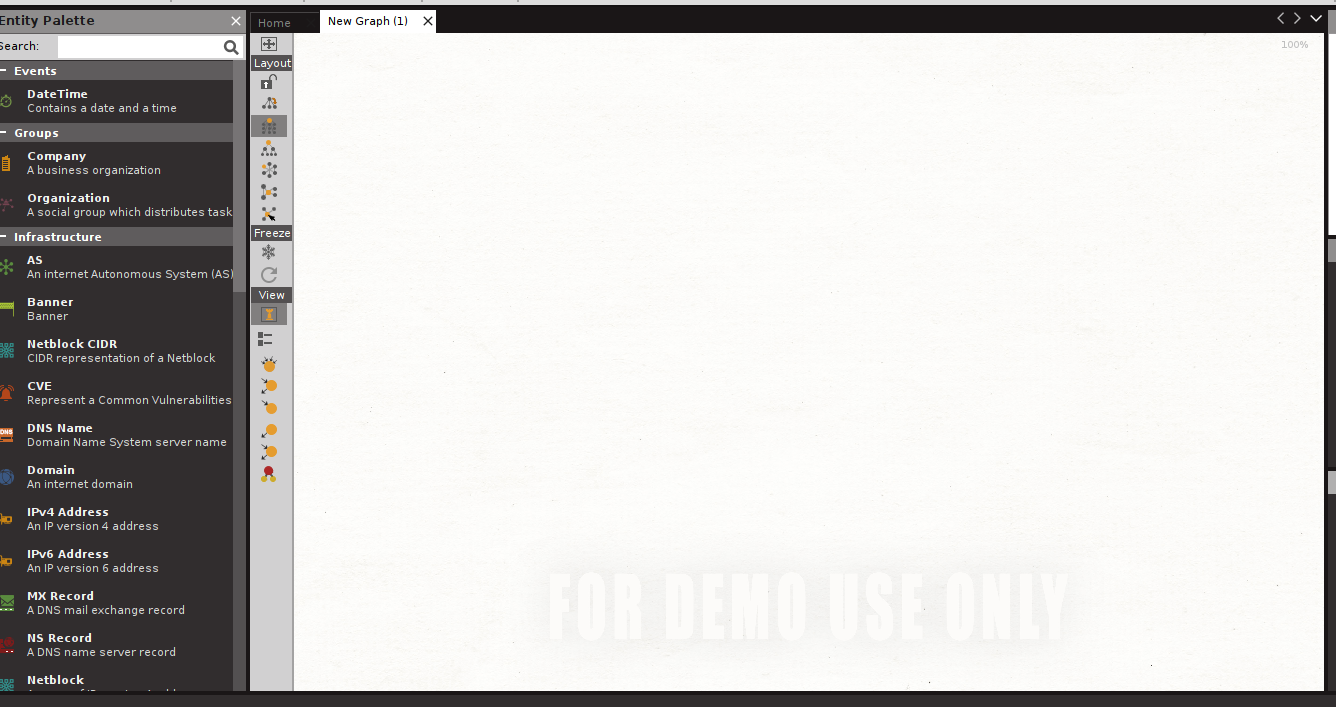 Entity Palette
Search:
Events
DateTime
Contains a date and a time
Groups
Company
A business organization
Organization
A social group which distributes task
Infrastructure
AS
An internet Autonomous System (AS)
Banner
Banner
Netblock CIDR
CIDR representation of a Netblock
CVE
Represent a Common Vulnerabilities
DNS Name
Domain Name System server name
Domain
An internet domain
IPv4 Address
An IP version 4 address
IPv6 Address
An IP version 6 address
MX Record
A DNS mail exchange record
NS Record
A DNS name server record
Netblock
Home
New Graph (1)
Layout
Freeze
View
100%
FOR DEMO USE ONLY